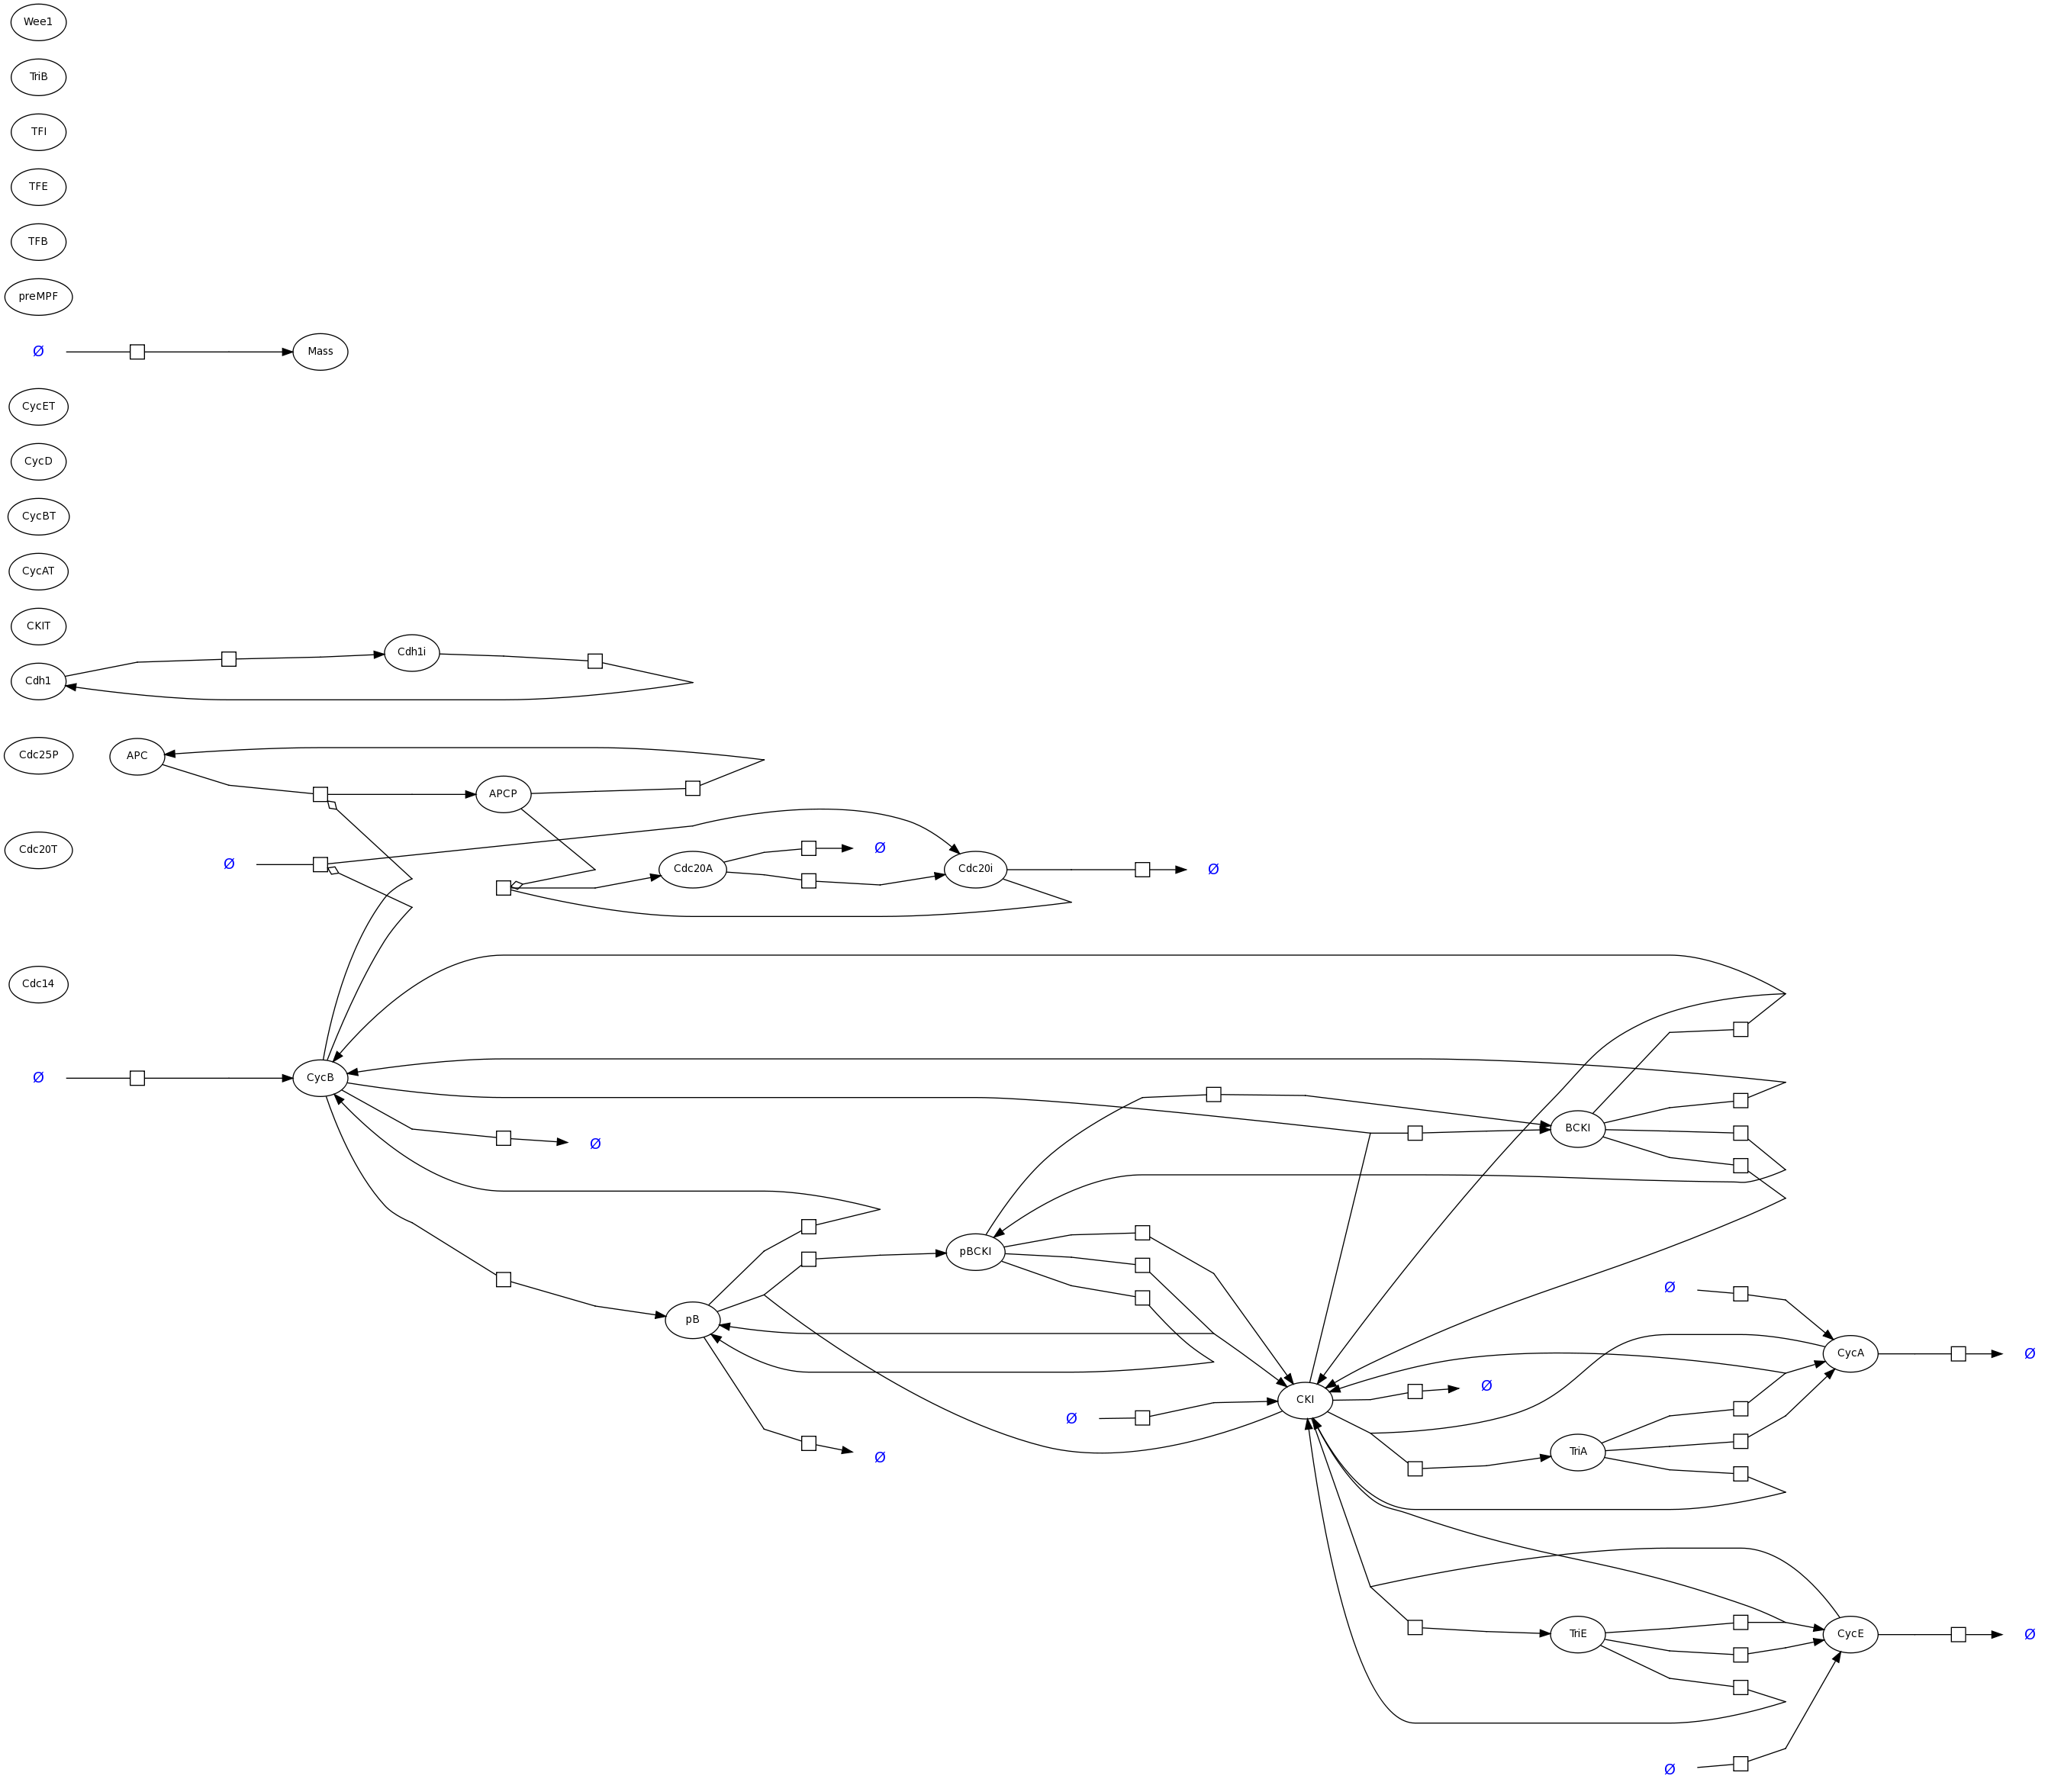 Wee1
TriB
TFI
TFE
TFB
preMPF
Ø
Mass
CycET
CycD
CycBT
CycAT
CKIT
Cdh1i
Cdh1
Cdc25P
APC
APCP
Cdc20T
Ø
Cdc20A
Ø
Cdc20i
Ø
Cdc14
Ø
CycB
Ø
BCKI
pBCKI
pB
Ø
Ø
CKI
Ø
Ø
CycA
Ø
TriA
TriE
CycE
Ø
Ø